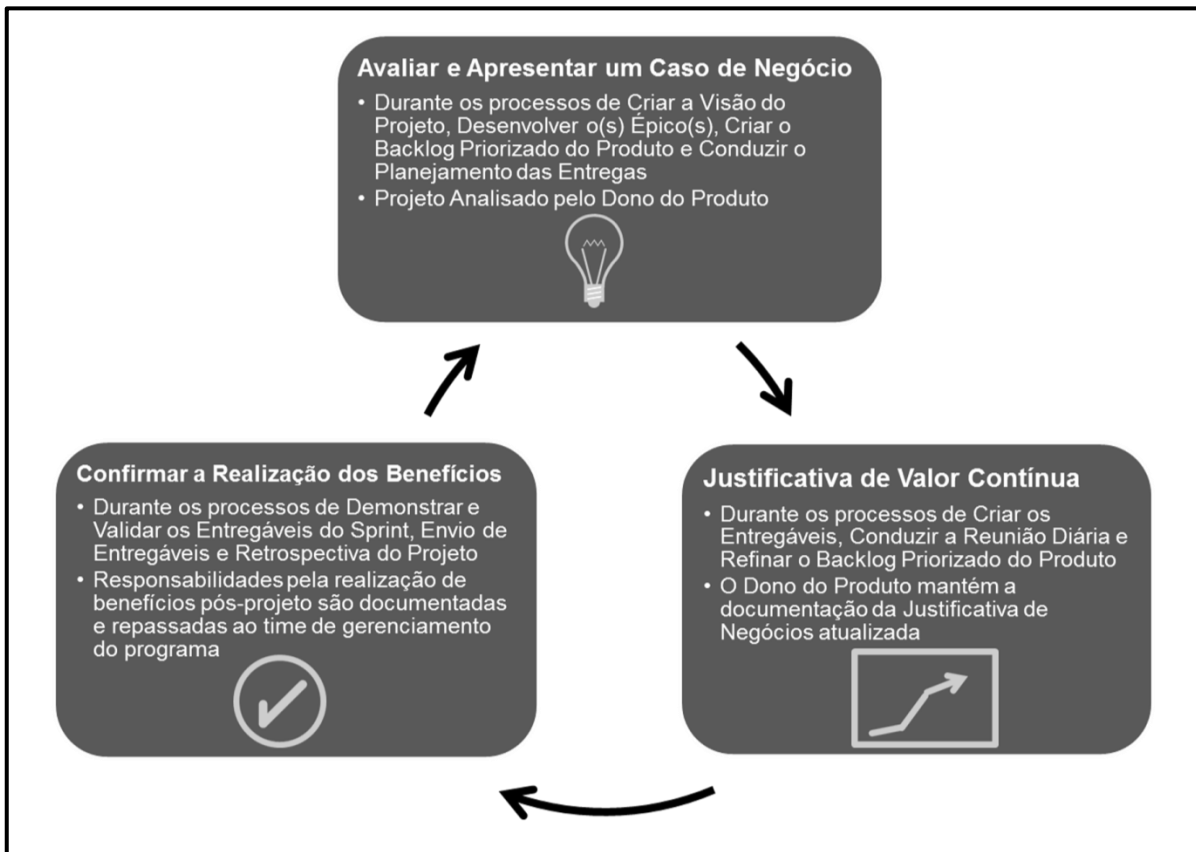 Avaliar e Apresentar um Caso de Negócio
• Durante os processos de Criar a Visão do
Projeto, Desenvolver o(s) Épico(s), Criar o
Backlog Priorizado do Produto e Conduzir o
Planejamento das Entregas
• Projeto Analisado pelo Dono do Produto
Confirmar a Realização dos Benefícios
• Durante os processos de Demonstrar e
Validar os Entregáveis do Sprint, Envio de
Entregáveis e Retrospectiva do Projeto
• Responsabilidades pela realização de
benefícios pós-projeto são documentadas
e repassadas ao time de gerenciamento
do programa
Justificativa de Valor Contínua
• Durante os processos de Criar os
Entregáveis, Conduzir a Reunião Diária e
Refinar o Backlog Priorizado do Produto
• O Dono do Produto mantém a
documentação da Justificativa de
Negócios atualizada